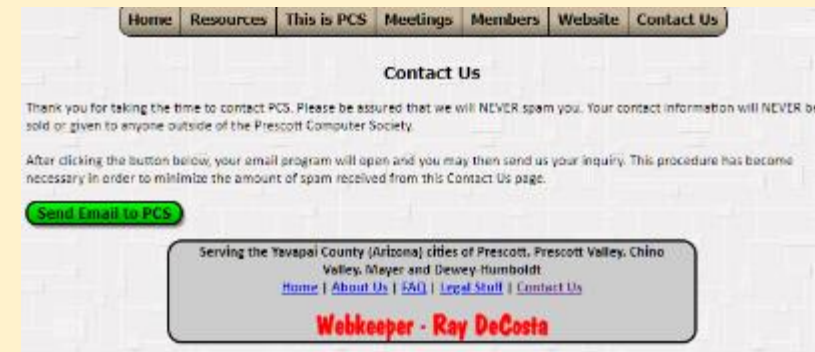 Home Resources This is PCS Meetings Members Website Contact Us
Contact Us
Thank you for taking the time to contact PCS. Please be assured that we will NEVER spam you. Your contact information will NEVER be
sold or given to anyone outside of the Prescott Computer Society.
After clicking the button below, your email program will open and you may then send us your inquiry. This procedure has become
necessary in order to minimize the amount of spam received from this Contact Us page.
Send Email to PCS
Serving the Yavapai County (Arizona) cities of Prescott, Prescott Valley, Chino
Valley, Mayer and Dewey-Humboldt
Home | About Us | FAQ | Legal Stuff | Contact Us
Webkeeper - Ray DeCosta